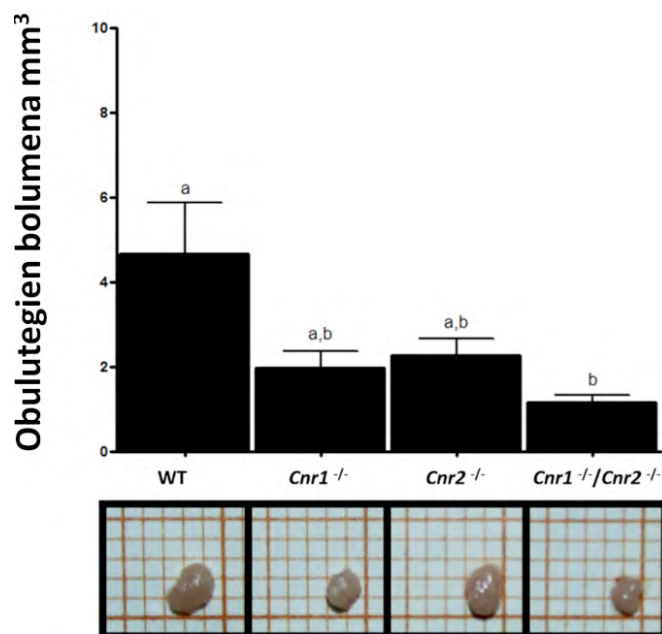 Obulutegien bolumena mm³
10
8
6
4
2
0
a
a,b
a,b
b
WT
Cnr1 -/-
Cnr2 -/-
Cnr1 -/-/Cnr2 -/-